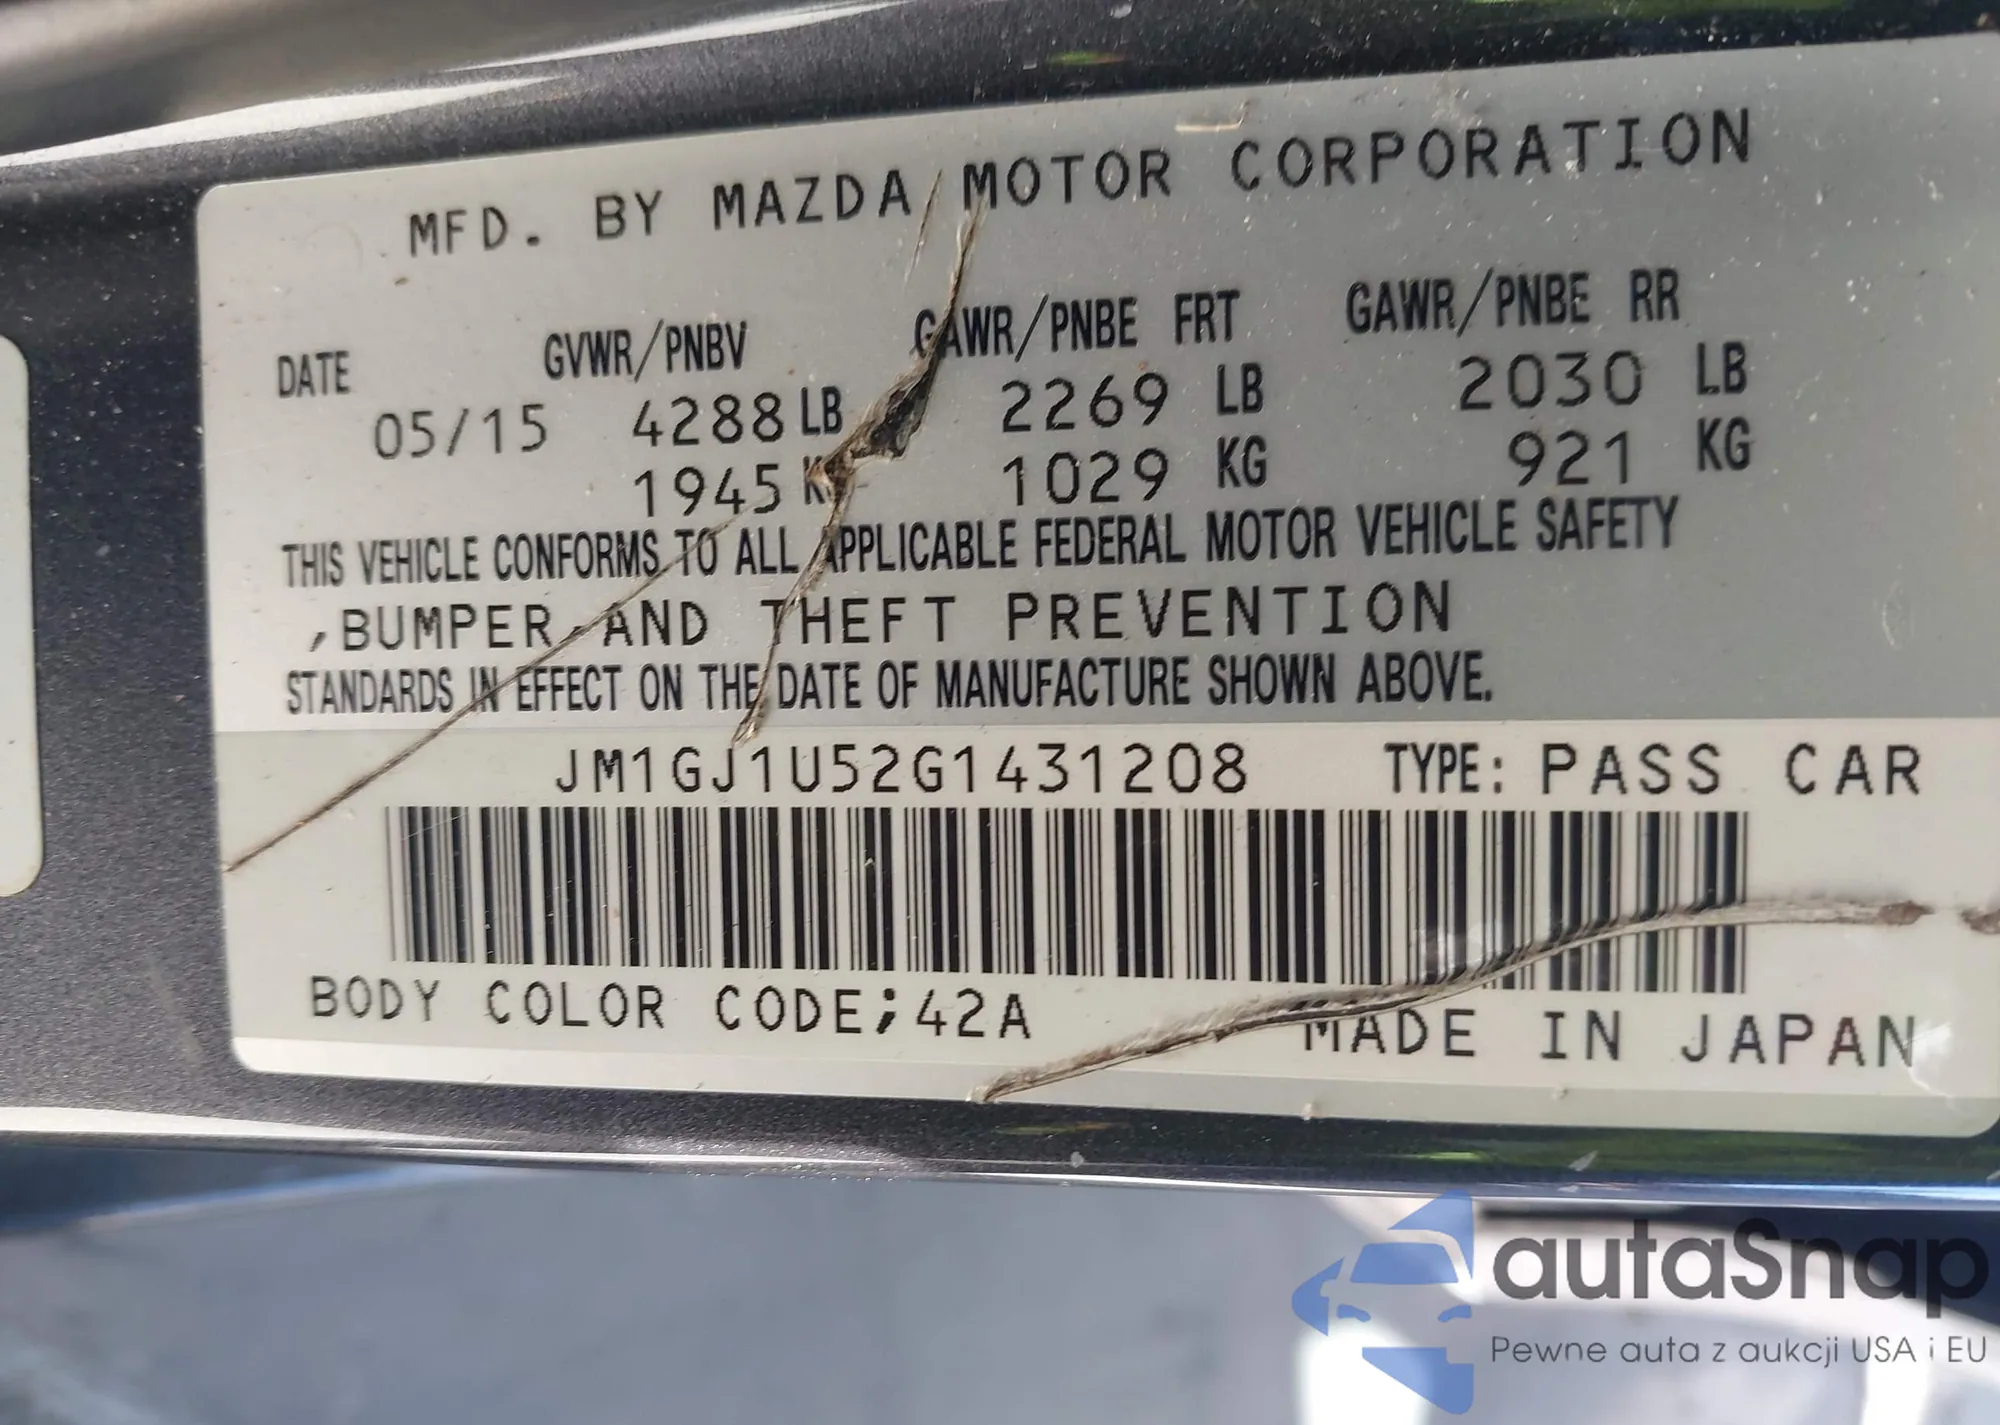 MFD. BY MAZDA MOTOR CORPORATION
DATE GVWR/PNBV GAWR/PNBE FRT GAWR/PNBE RR
05/15 4288 LB 2269 LB 2030 LB
1945 KG 1029 KG 921 KG
THIS VEHICLE CONFORMS TO ALL APPLICABLE FEDERAL MOTOR VEHICLE SAFETY
,BUMPER, AND THEFT PREVENTION
STANDARDS IN EFFECT ON THE DATE OF MANUFACTURE SHOWN ABOVE.
JM1GJ1U52G1431208 TYPE: PASS CAR
BODY COLOR CODE;42A MADE IN JAPAN
autaSnap
Pewne auta z aukcji USA i EU